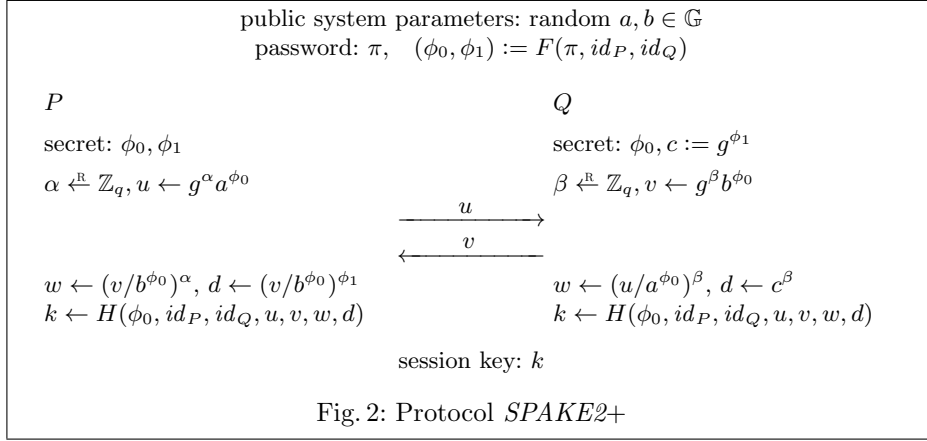 public system parameters: random a, b ∈ 𝔾
password: π, (ϕ₀, ϕ₁) := F(π, id_P, id_Q)
P Q
secret: ϕ₀, ϕ₁ secret: ϕ₀, c := g^{ϕ₁}
α ←ᴿ ℤ_q, u ← g^α a^{ϕ₀} β ←ᴿ ℤ_q, v ← g^β b^{ϕ₀}
u
v
w ← (v/b^{ϕ₀})^α, d ← (v/b^{ϕ₀})^{ϕ₁} w ← (u/a^{ϕ₀})^β, d ← c^β
k ← H(ϕ₀, id_P, id_Q, u, v, w, d) k ← H(ϕ₀, id_P, id_Q, u, v, w, d)
session key: k
Fig. 2: Protocol SPAKE2+